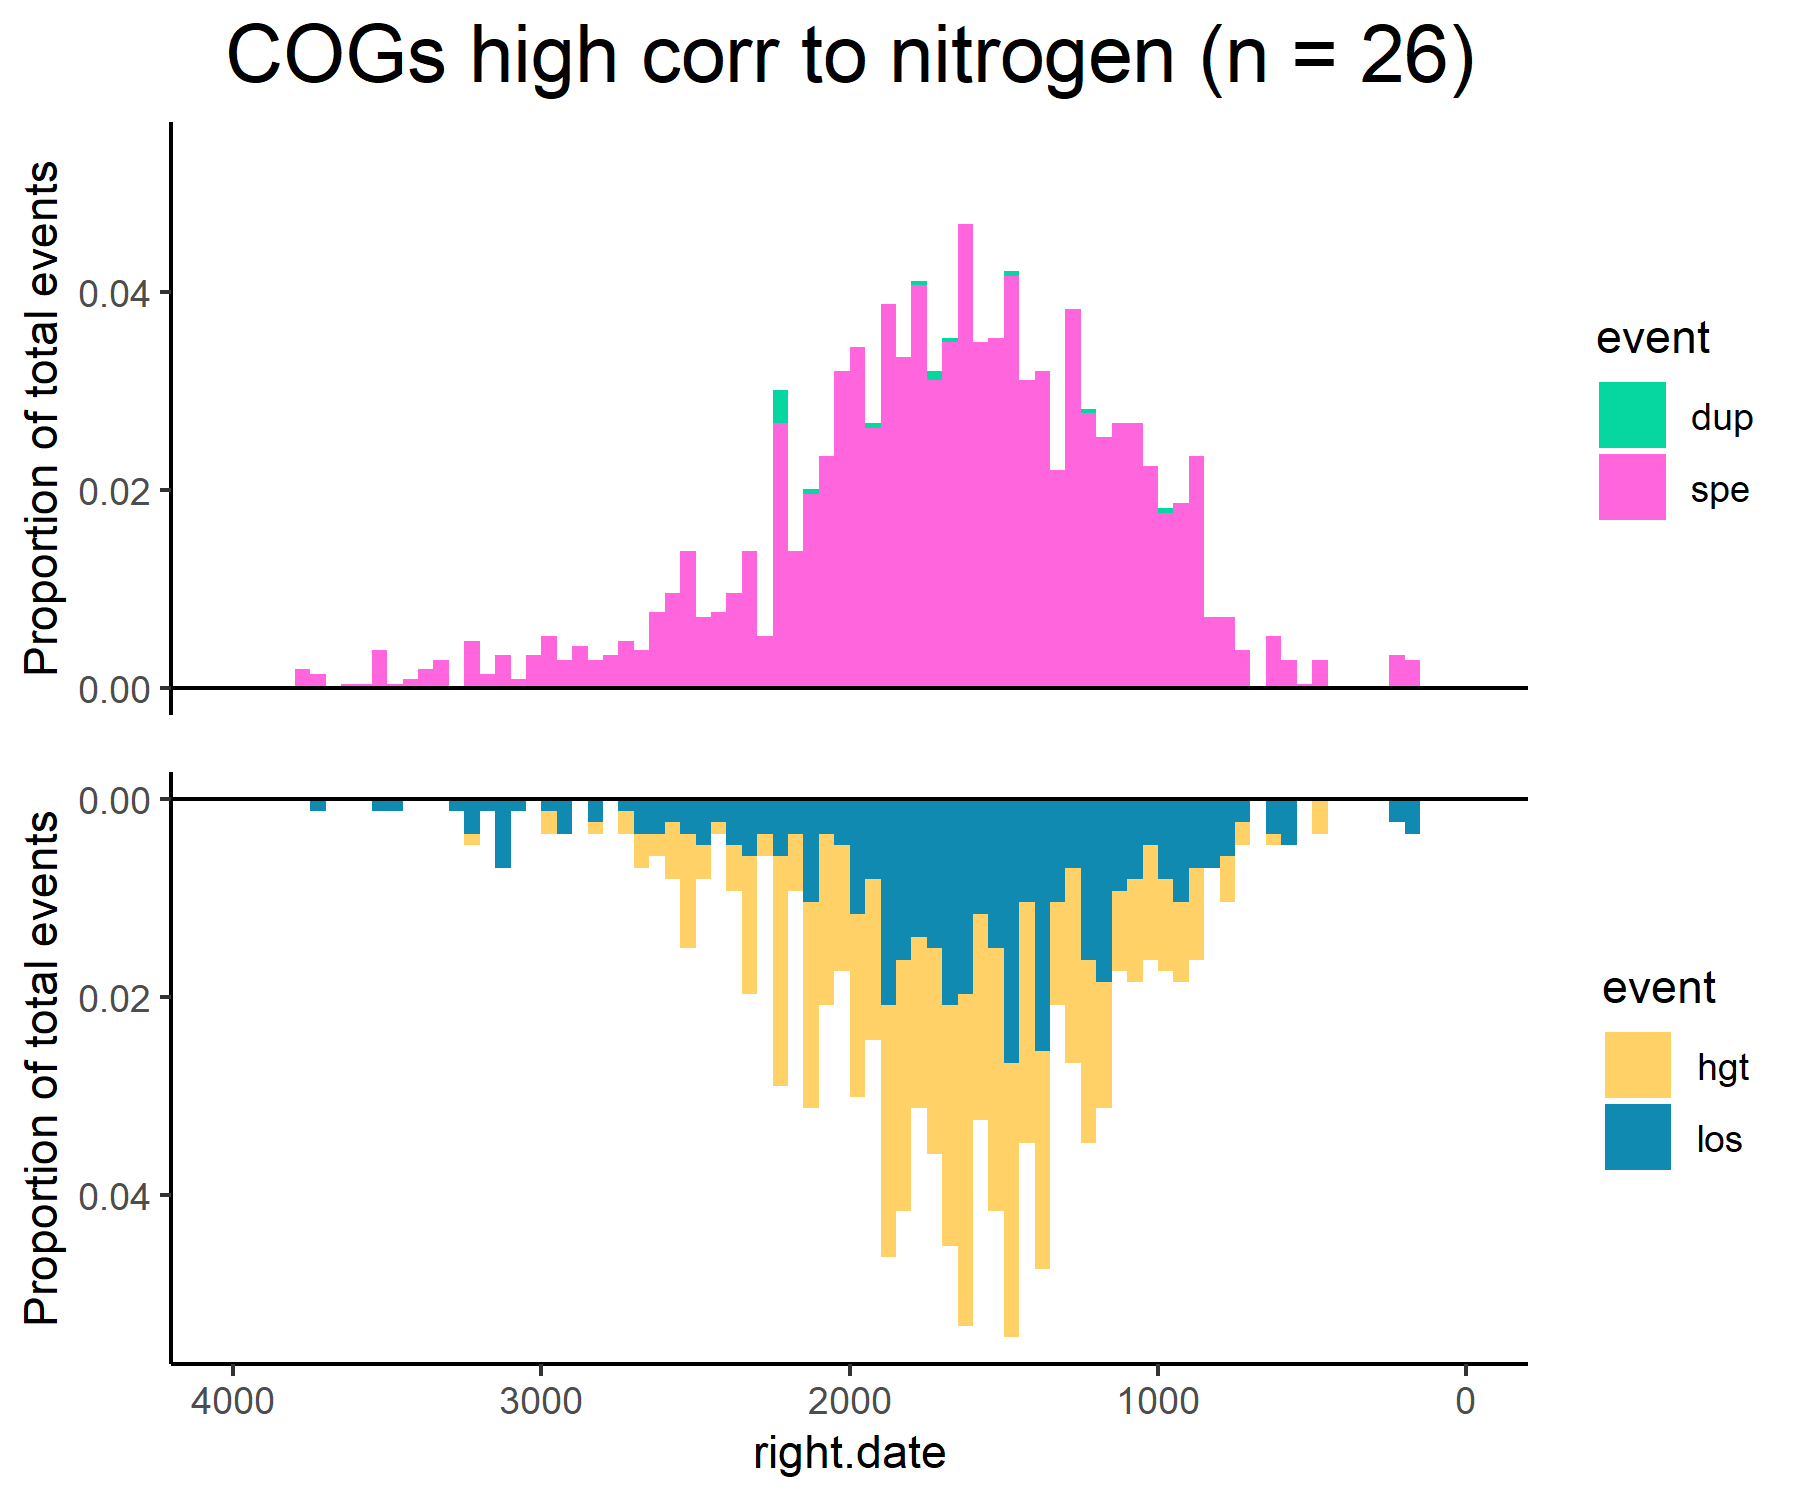 COGs high corr to nitrogen (n = 26)
Proportion of total events
0.04
0.02
0.00
event
dup
spe
Proportion of total events
0.00
0.02
0.04
event
hgt
los
4000 3000 2000 1000 0
right.date